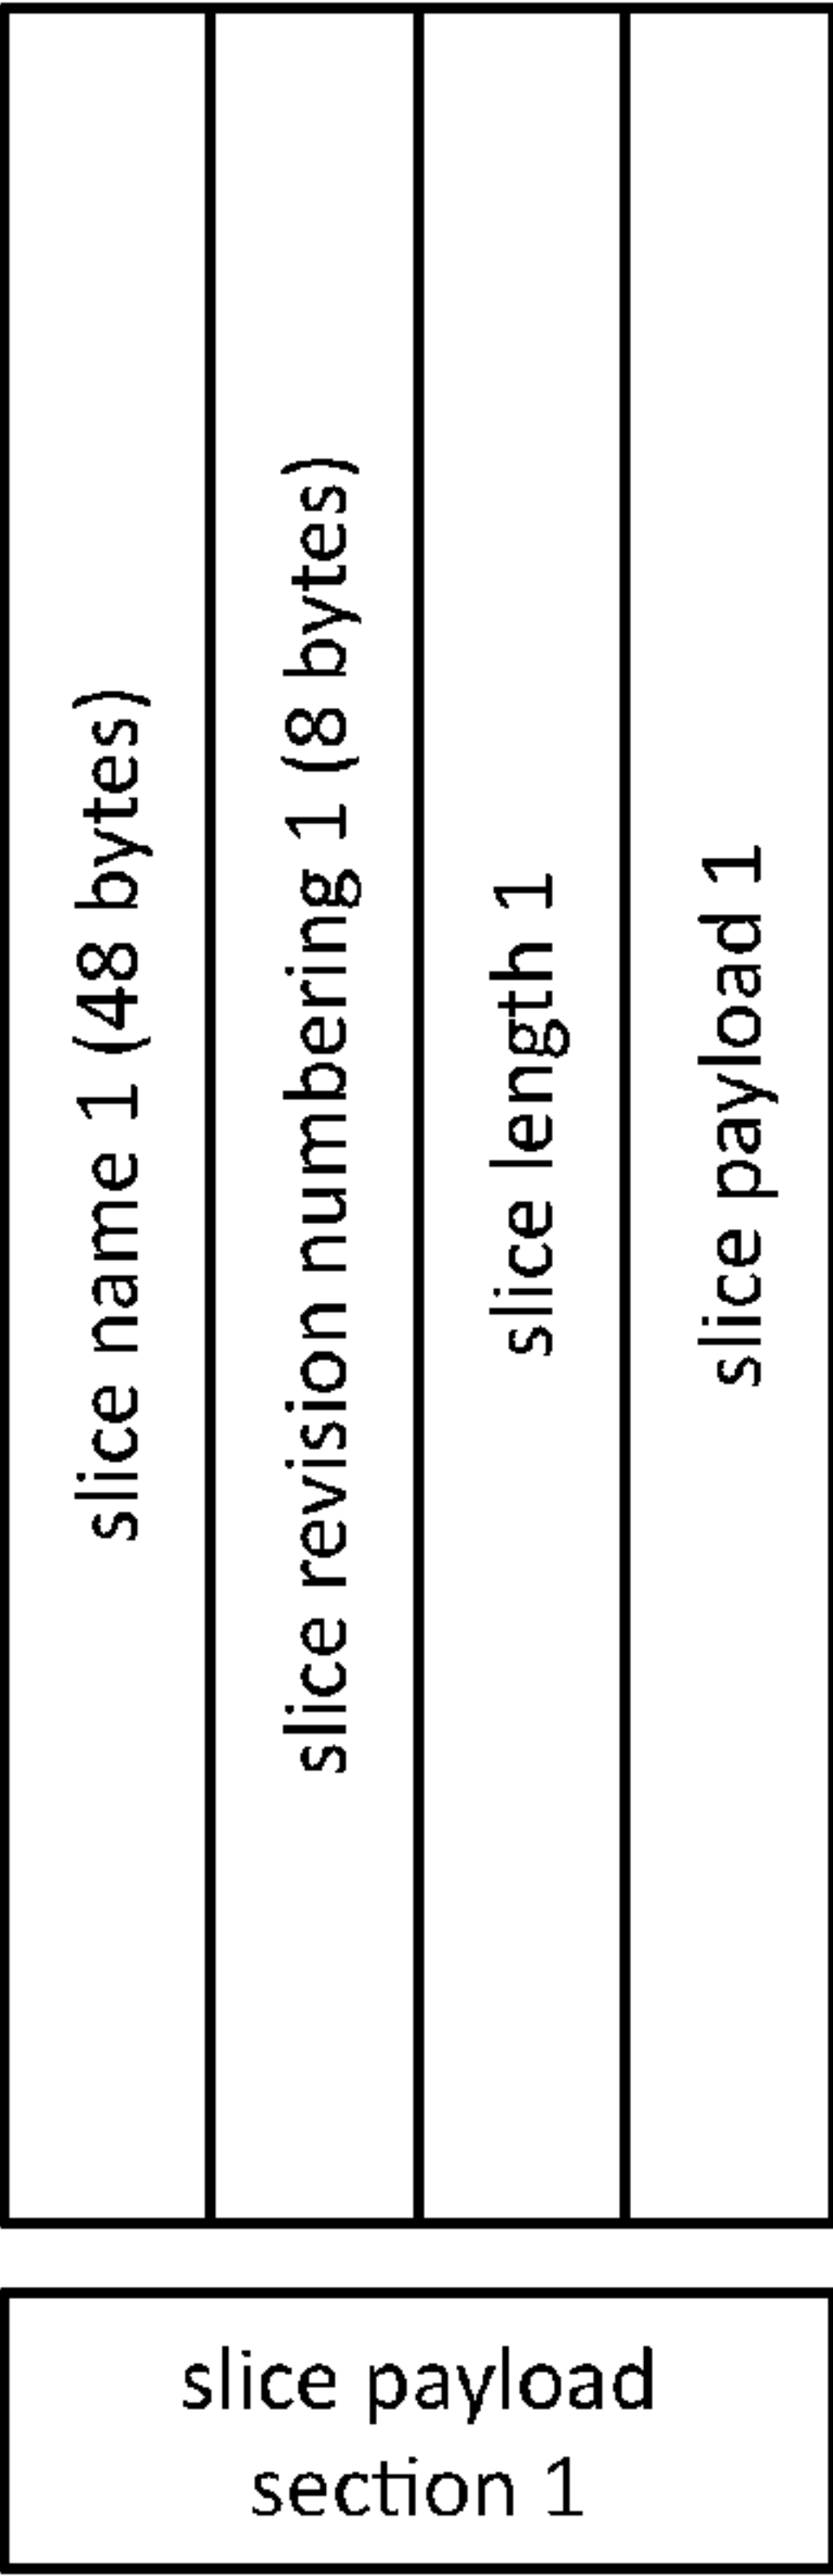 slice name 1 (48 bytes)
slice revision numbering 1 (8 bytes)
slice length 1
slice payload 1
slice payload
section 1